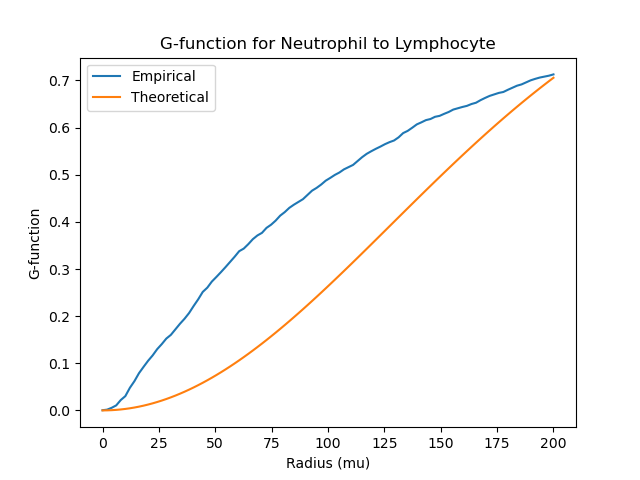 G-function for Neutrophil to Lymphocyte
Empirical
Theoretical
G-function
0.7
0.6
0.5
0.4
0.3
0.2
0.1
0.0
0 25 50 75 100 125 150 175 200
Radius (mu)